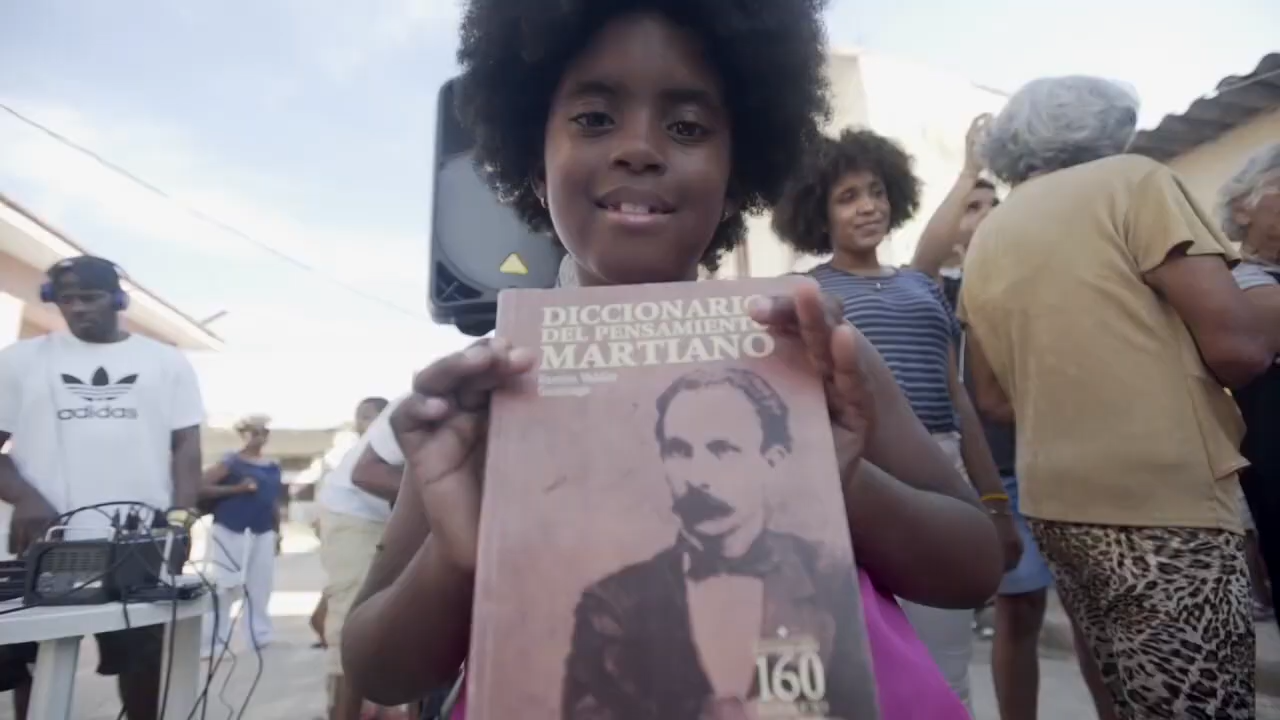 DICCIONARIO
DEL PENSAMIENTO
MARTIANO
160
adidas